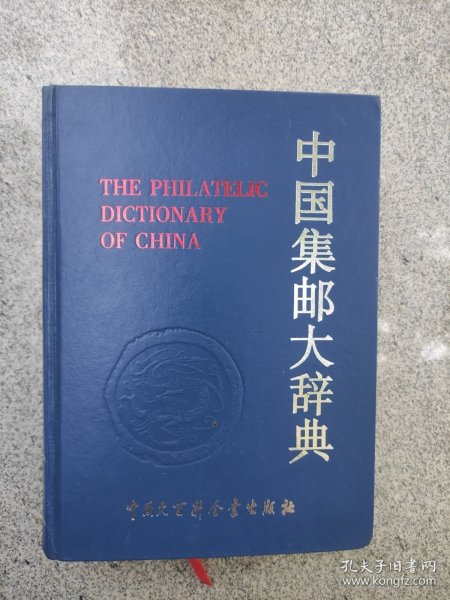 THE PHILATELIC
DICTIONARY
OF CHINA
中国集邮大辞典
中国大百科全书出版社
孔夫子旧书网
www.kongfz.com